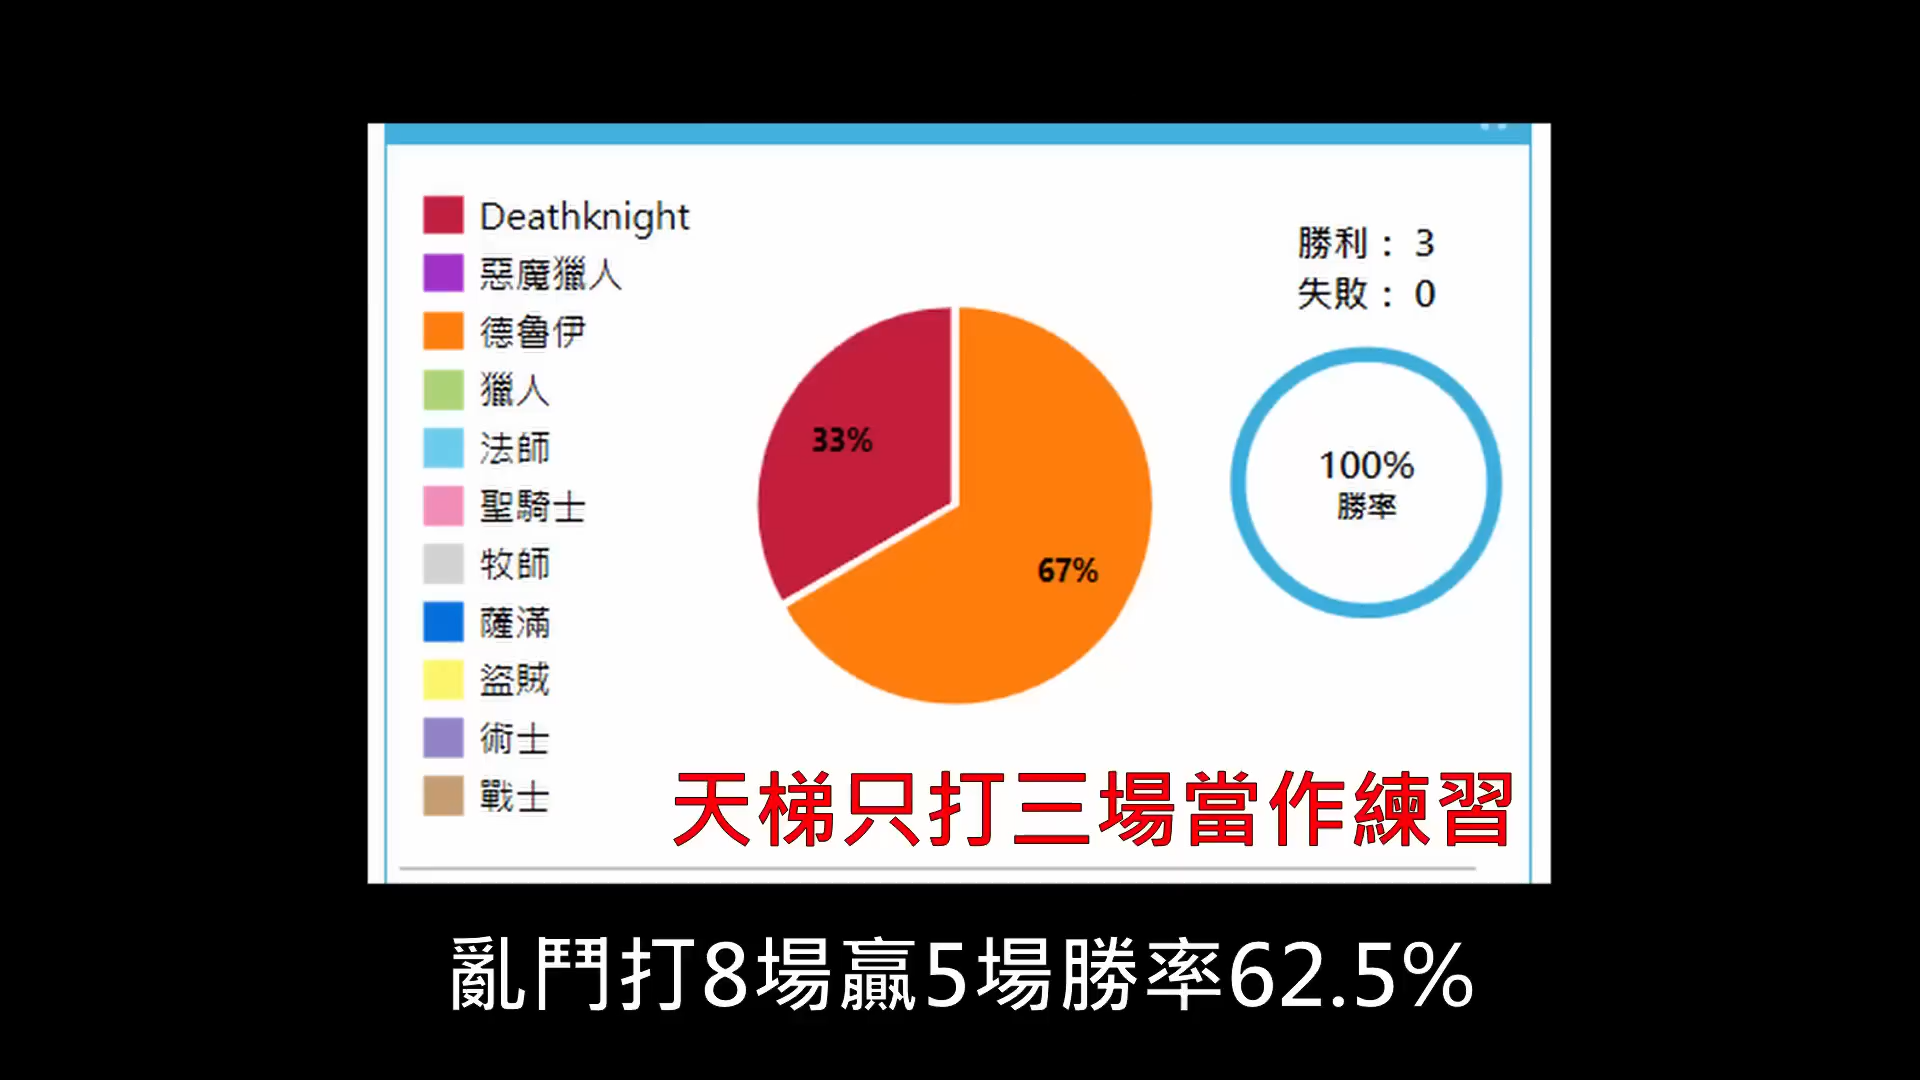 Deathknight
惡魔獵人
德魯伊
獵人
法師
聖騎士
牧師
薩滿
盜賊
術士
戰士
33%
67%
勝利： 3
失敗： 0
100%
勝率
天梯只打三場當作練習
亂鬥打8場贏5場勝率62.5%